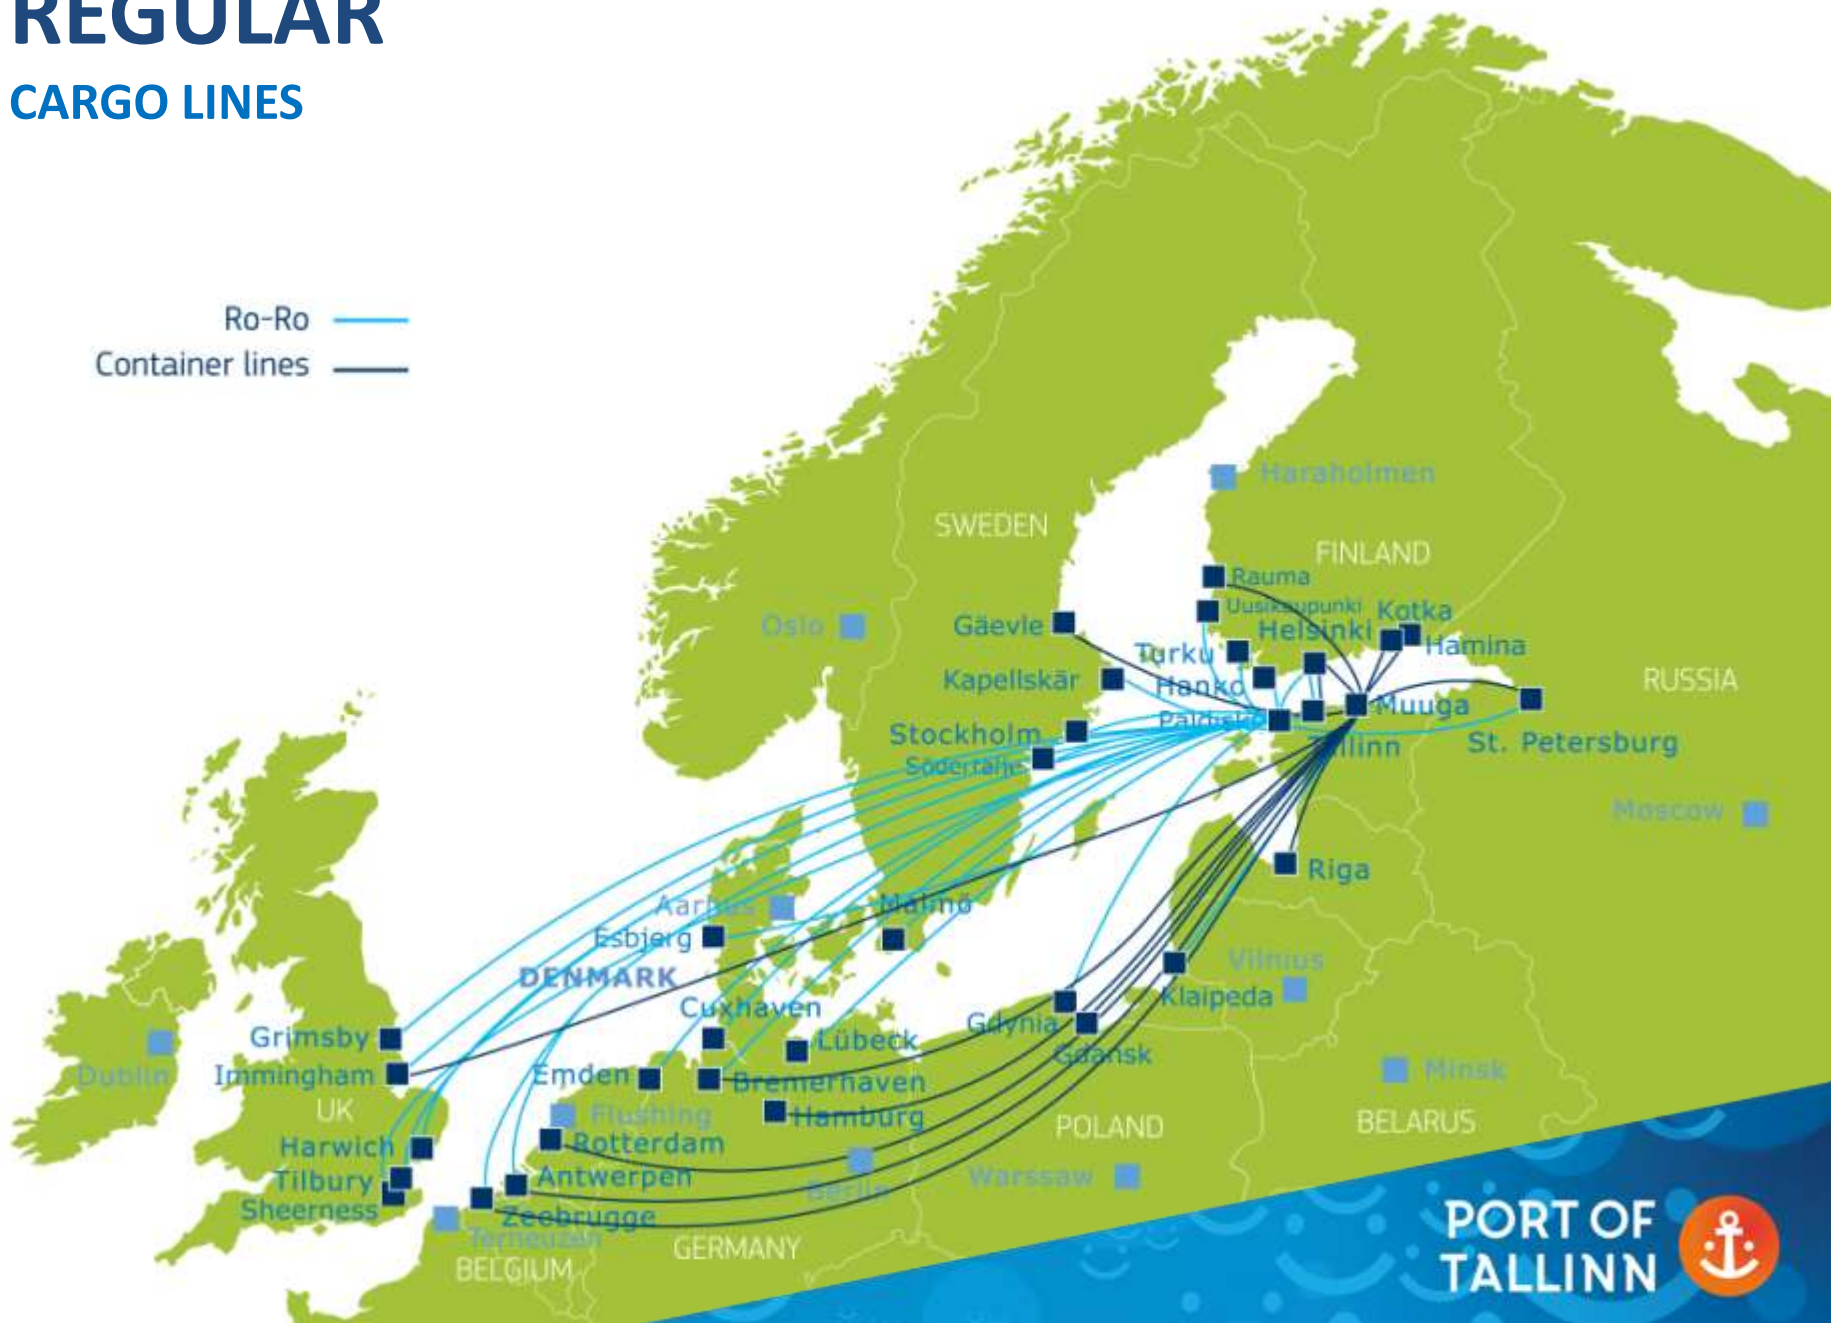 REGULAR
CARGO LINES
Ro-Ro
Container lines
Haraholmen
SWEDEN
FINLAND
Rauma
Uusikaupunki
Kotka
Oslo
Gäevle
Helsinki
Hamina
Turku
Kapellskär
Hanko
RUSSIA
Muuga
Paldiski
Stockholm
Tallinn
St. Petersburg
Södertälje
Moscow
Riga
Aarhus
Malmö
Esbjerg
DENMARK
Vilnius
Klaipeda
Cuxhaven
Gdynia
Grimsby
Lübeck
Gdansk
Dublin
Immingham
Emden
Bremerhaven
Minsk
UK
Flushing
Hamburg
POLAND
BELARUS
Harwich
Rotterdam
Tilbury
Antwerpen
Berlin
Warssaw
Sheerness
Zeebrugge
Terneuzen
GERMANY
BELGIUM
PORT OF
TALLINN